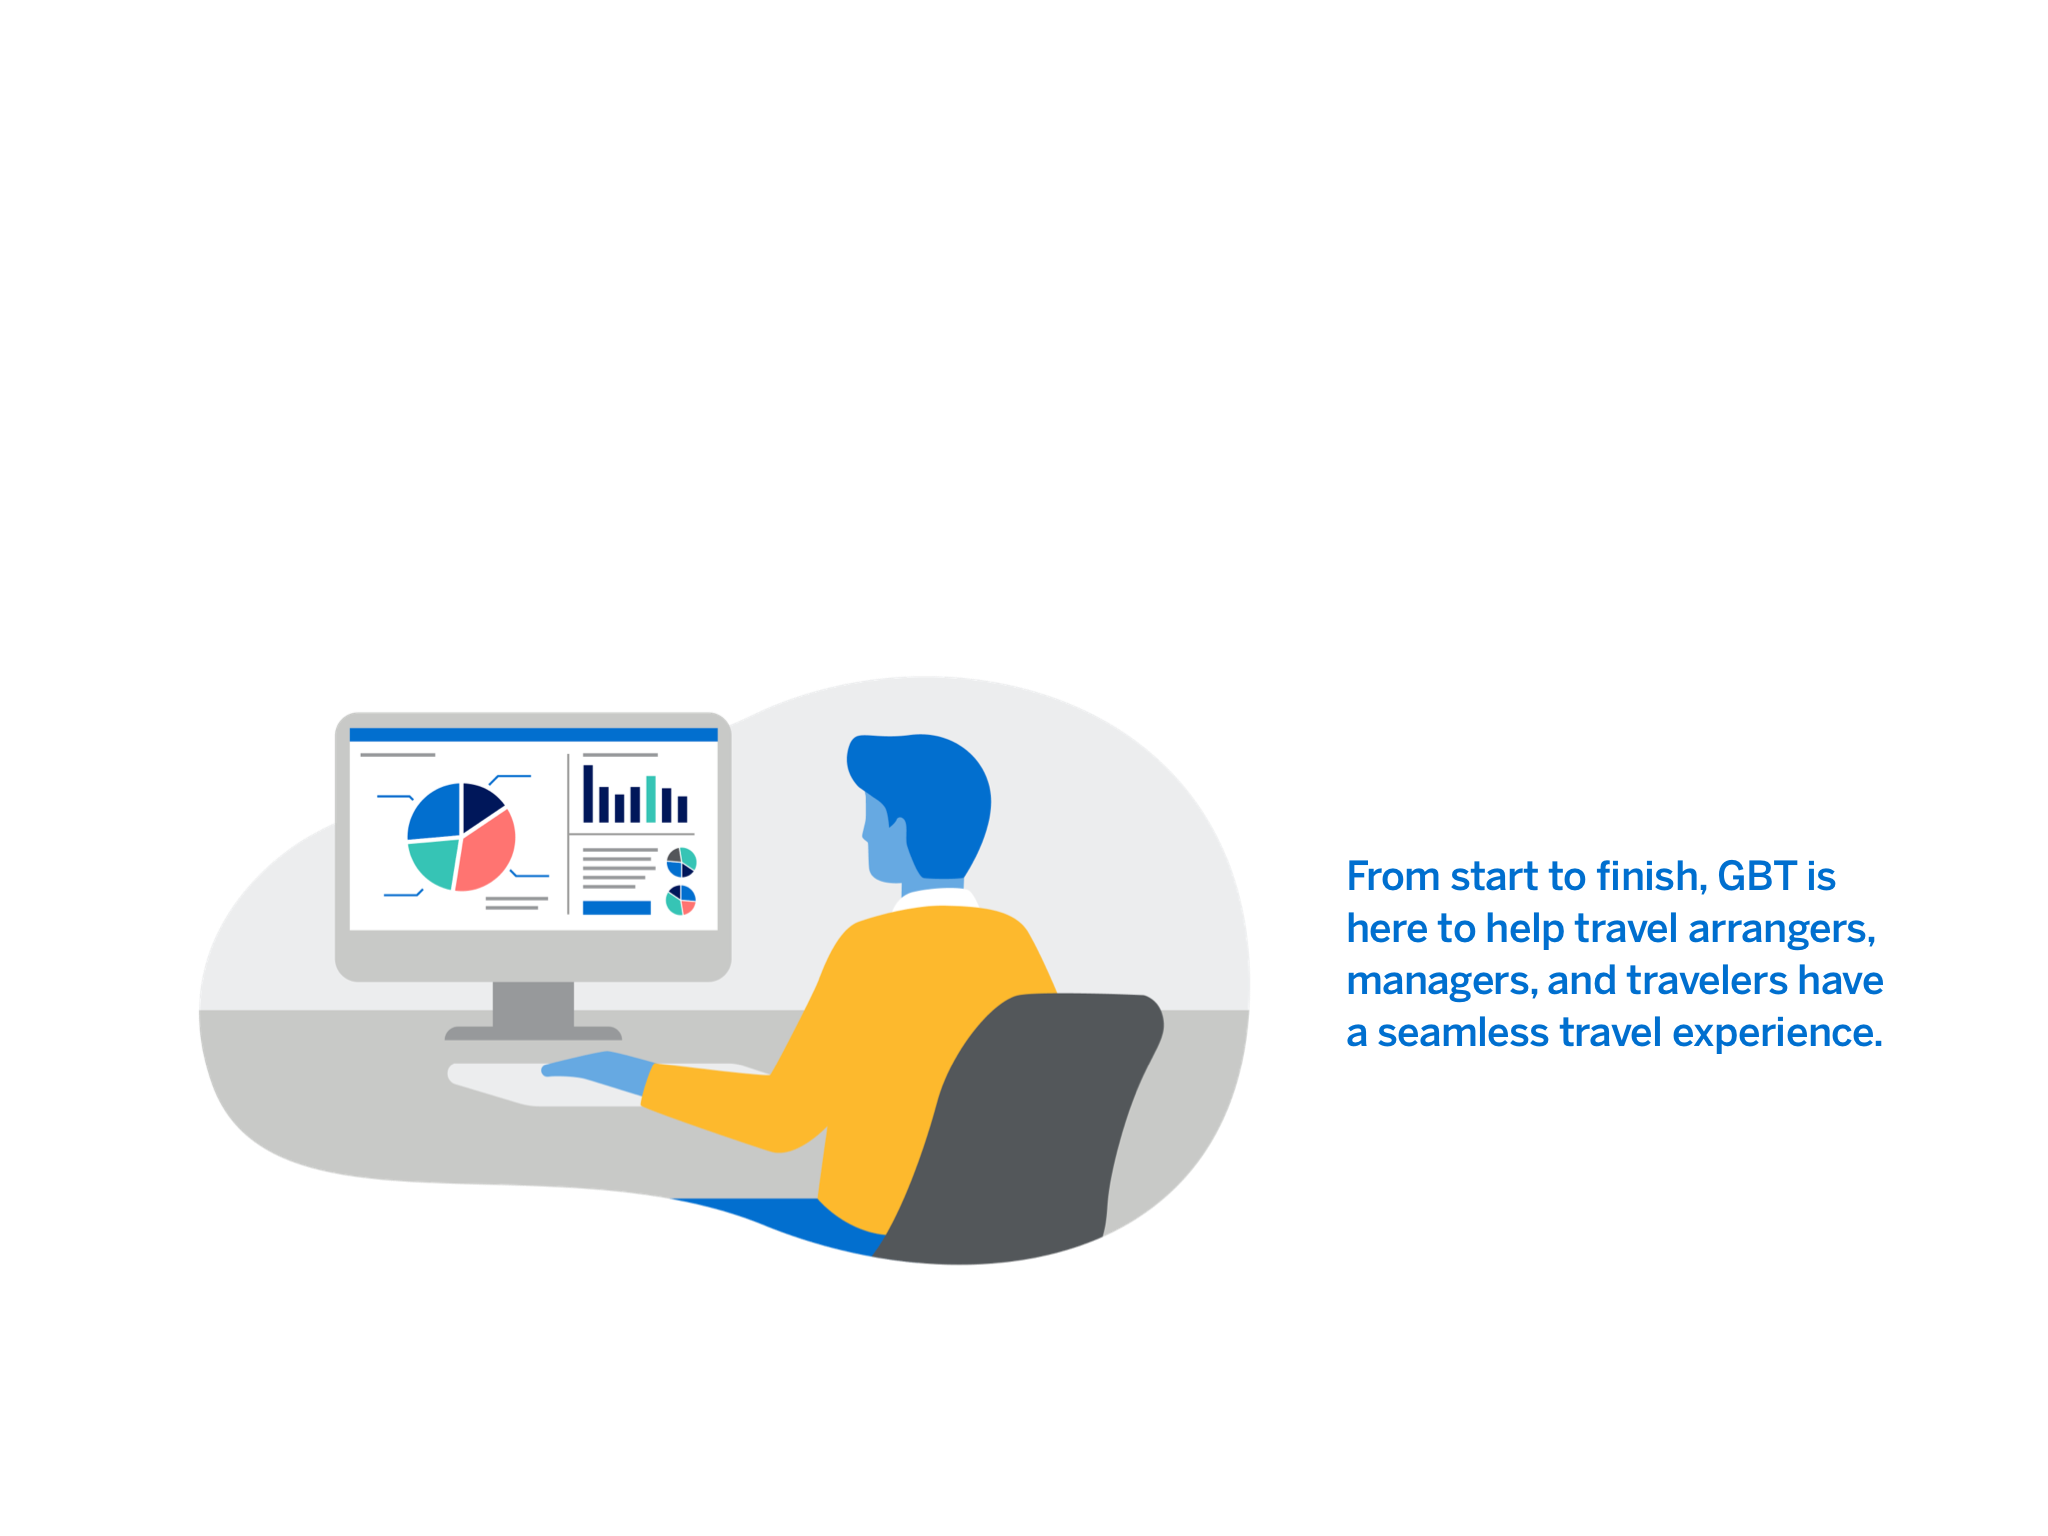 From start to finish, GBT is
here to help travel arrangers,
managers, and travelers have
a seamless travel experience.